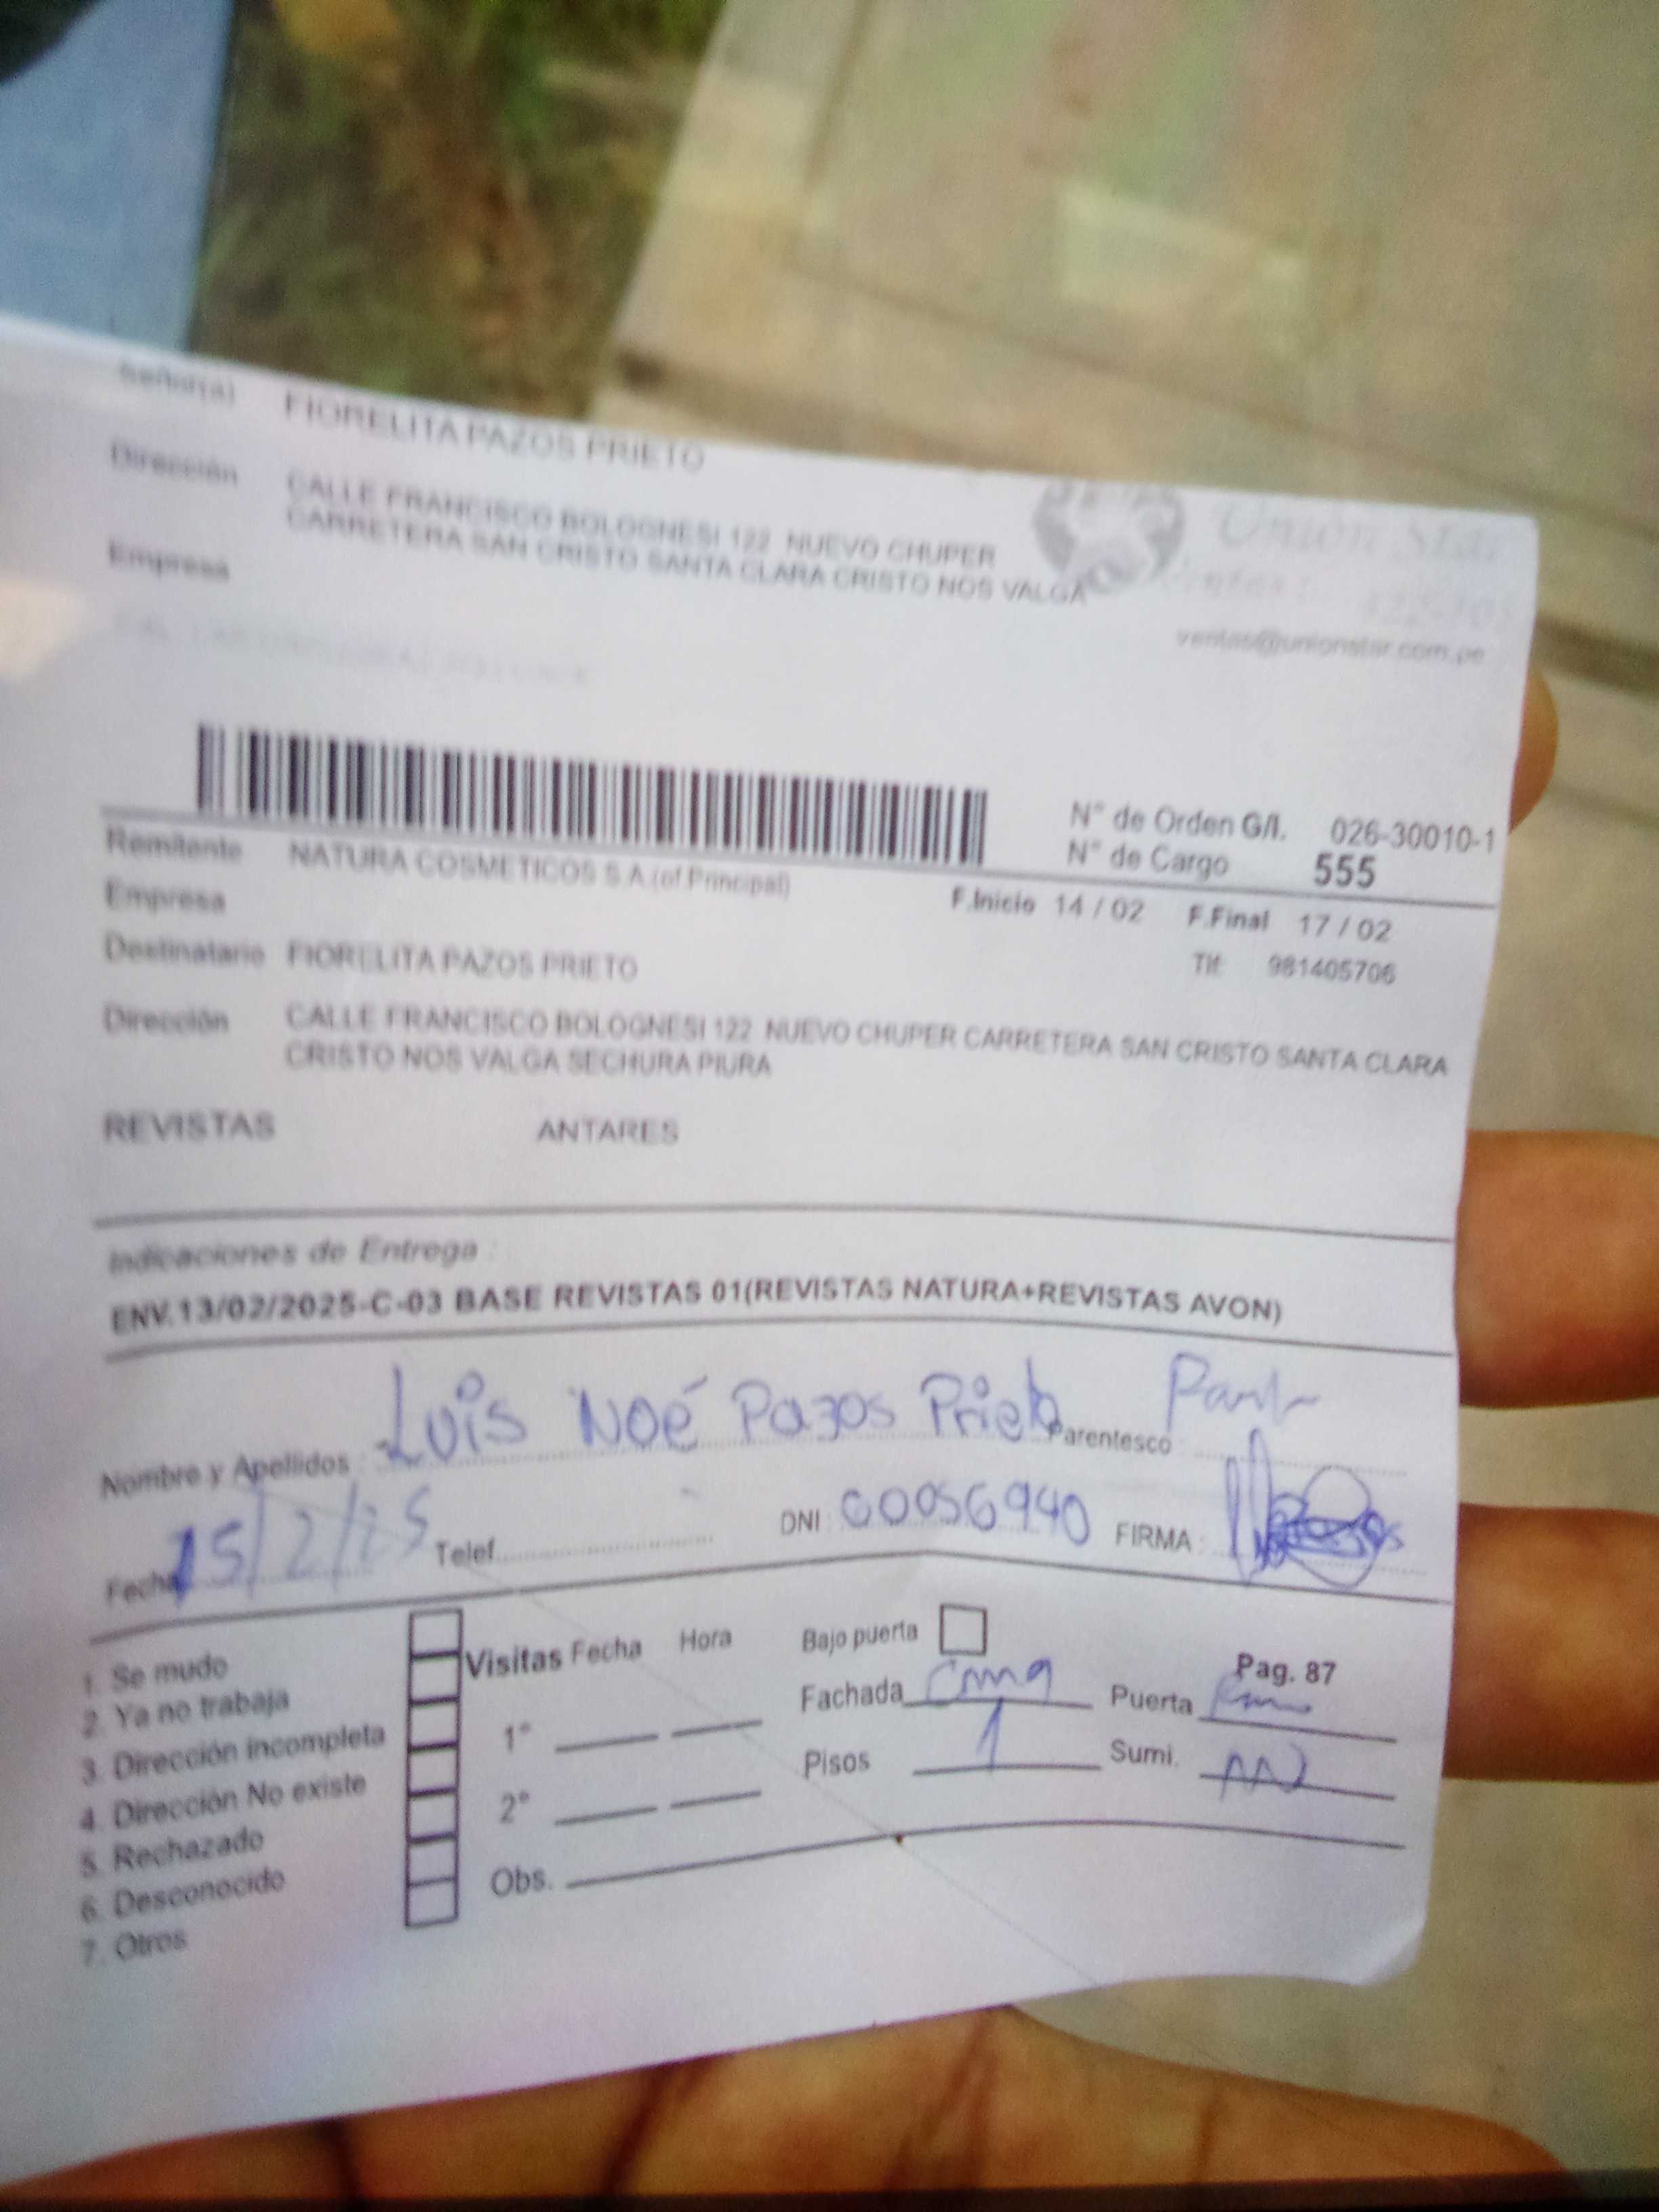 Señor(a) FIORELITA PAZOS PRIETO
Dirección CALLE FRANCISCO BOLOGNESI 122 NUEVO CHUPER
CARRETERA SAN CRISTO SANTA CLARA CRISTO NOS VALGA
Empresa
Unión Star
ventas@unionstar.com.pe
N° de Orden G/I. 026-30010-1
N° de Cargo 555
Remitente NATURA COSMETICOS S.A.(of.Principal)
Empresa F.Inicio 14 / 02 F.Final 17 / 02
Destinatario FIORELITA PAZOS PRIETO Tlf: 981405706
Dirección CALLE FRANCISCO BOLOGNESI 122 NUEVO CHUPER CARRETERA SAN CRISTO SANTA CLARA
CRISTO NOS VALGA SECHURA PIURA
REVISTAS ANTARES
Indicaciones de Entrega :
ENV.13/02/2025-C-03 BASE REVISTAS 01(REVISTAS NATURA+REVISTAS AVON)
Nombre y Apellidos : Luis Noé Pazos Prieto Parentesco :
Fecha 15/2/25 Telef. DNI : 00056940 FIRMA :
1. Se mudo
2. Ya no trabaja
3. Dirección incompleta
4. Dirección No existe
5. Rechazado
6. Desconocido
7. Otros
Visitas Fecha Hora
1°
2°
Obs.
Bajo puerta Pag. 87
Fachada Puerta
Pisos 1 Sumi.